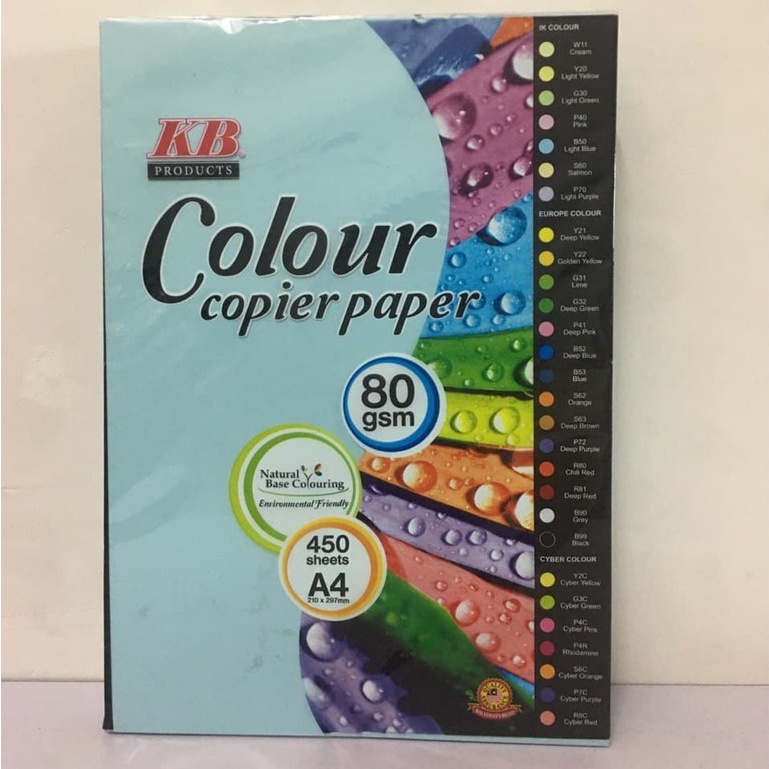 KB
PRODUCTS
Colour
copier paper
80
gsm
Natural
Base Colouring
Environmental Friendly
450
sheets
A4
210 x 297mm
IK COLOUR
W11
Cream
Y20
Light Yellow
G30
Light Green
P40
Pink
B50
Light Blue
S60
Salmon
P70
Light Purple
EUROPE COLOUR
Y21
Deep Yellow
Y22
Golden Yellow
G31
Lime
G32
Deep Green
P41
Deep Pink
B52
Deep Blue
B53
Blue
S62
Orange
S63
Deep Brown
P72
Deep Purple
R80
Chili Red
R81
Deep Red
B90
Grey
B99
Black
CYBER COLOUR
Y2C
Cyber Yellow
G3C
Cyber Green
P4C
Cyber Pink
P4R
Rhodamine
S6C
Cyber Orange
P7C
Cyber Purple
R8C
Cyber Red